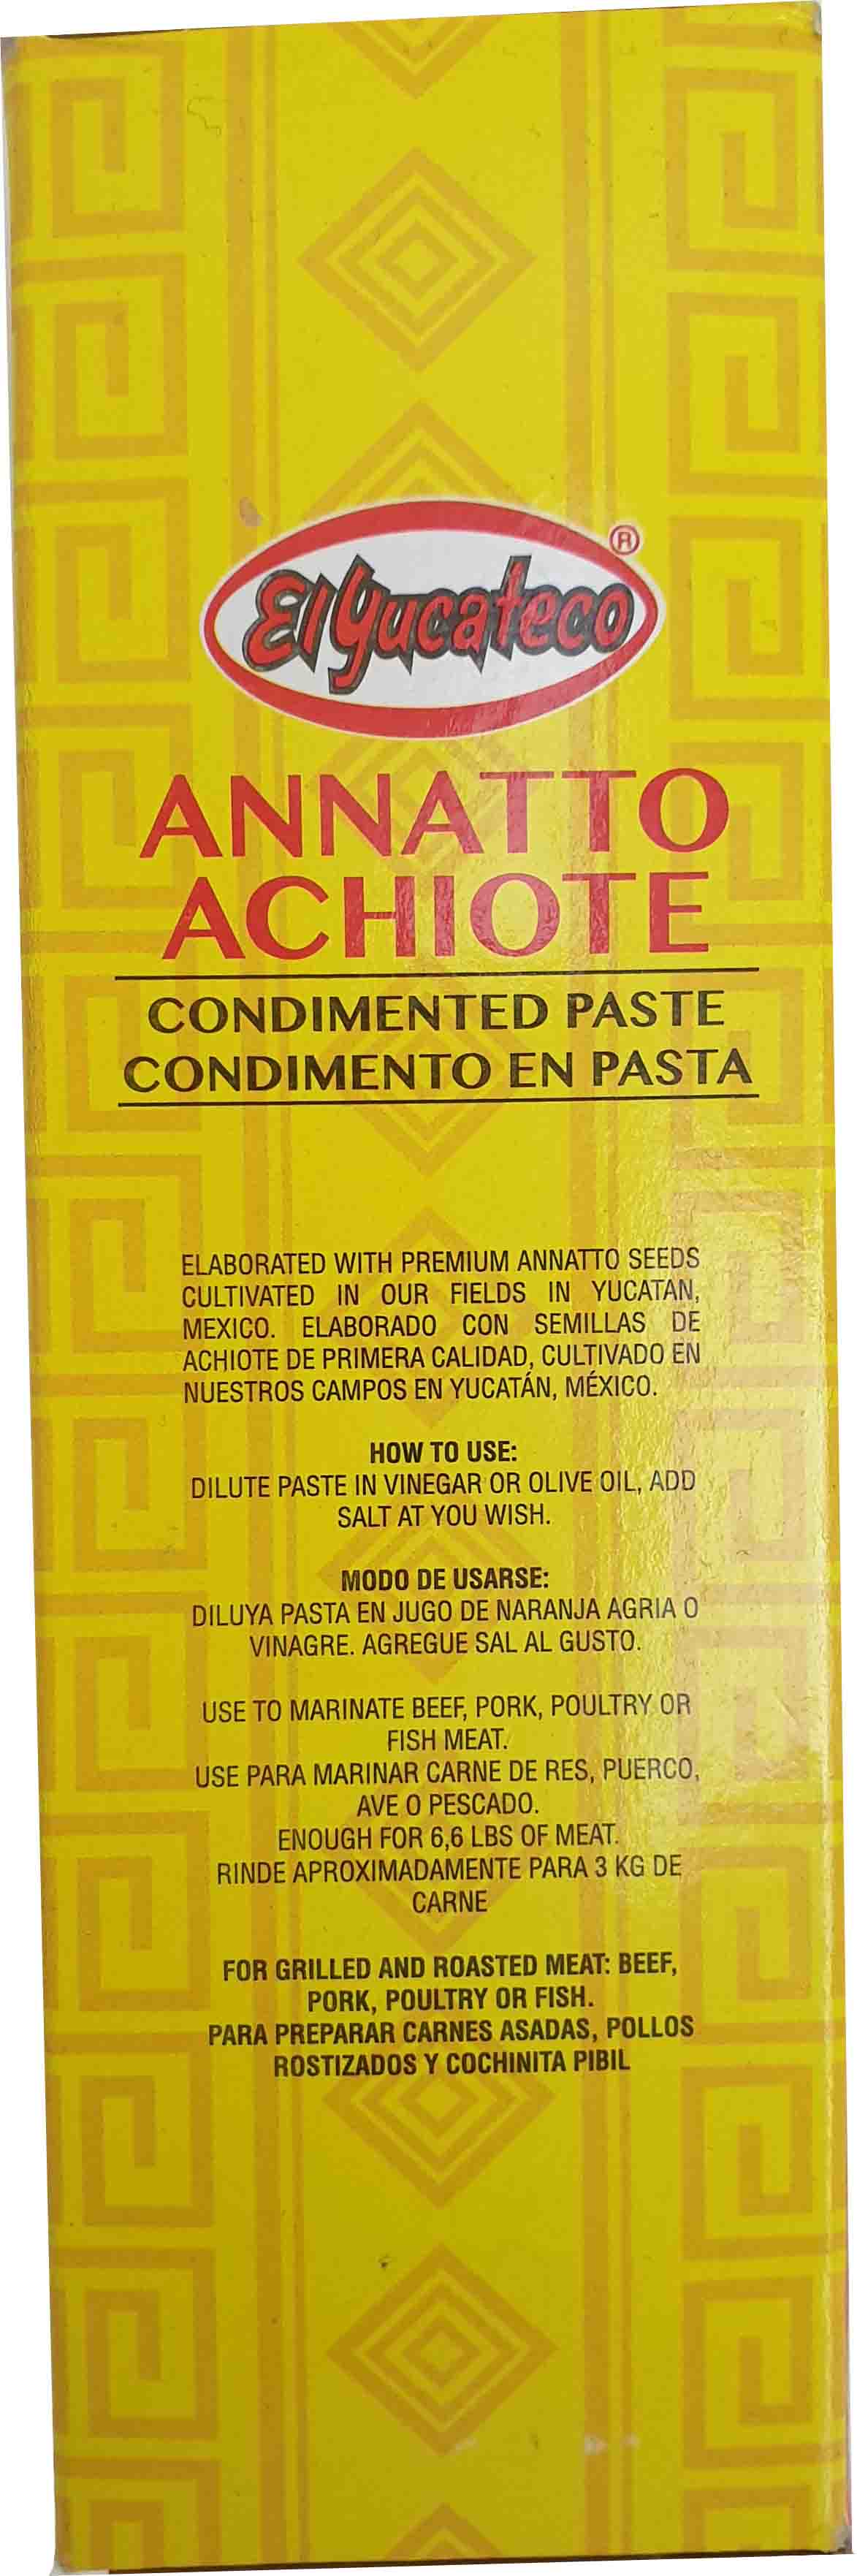 El Yucateco ®
ANNATTO
ACHIOTE
CONDIMENTED PASTE
CONDIMENTO EN PASTA
ELABORATED WITH PREMIUM ANNATTO SEEDS
CULTIVATED IN OUR FIELDS IN YUCATAN,
MEXICO. ELABORADO CON SEMILLAS DE
ACHIOTE DE PRIMERA CALIDAD, CULTIVADO EN
NUESTROS CAMPOS EN YUCATÁN, MÉXICO.
HOW TO USE:
DILUTE PASTE IN VINEGAR OR OLIVE OIL, ADD
SALT AT YOU WISH.
MODO DE USARSE:
DILUYA PASTA EN JUGO DE NARANJA AGRIA O
VINAGRE. AGREGUE SAL AL GUSTO.
USE TO MARINATE BEEF, PORK, POULTRY OR
FISH MEAT.
USE PARA MARINAR CARNE DE RES, PUERCO,
AVE O PESCADO.
ENOUGH FOR 6,6 LBS OF MEAT.
RINDE APROXIMADAMENTE PARA 3 KG DE
CARNE
FOR GRILLED AND ROASTED MEAT: BEEF,
PORK, POULTRY OR FISH.
PARA PREPARAR CARNES ASADAS, POLLOS
ROSTIZADOS Y COCHINITA PIBIL